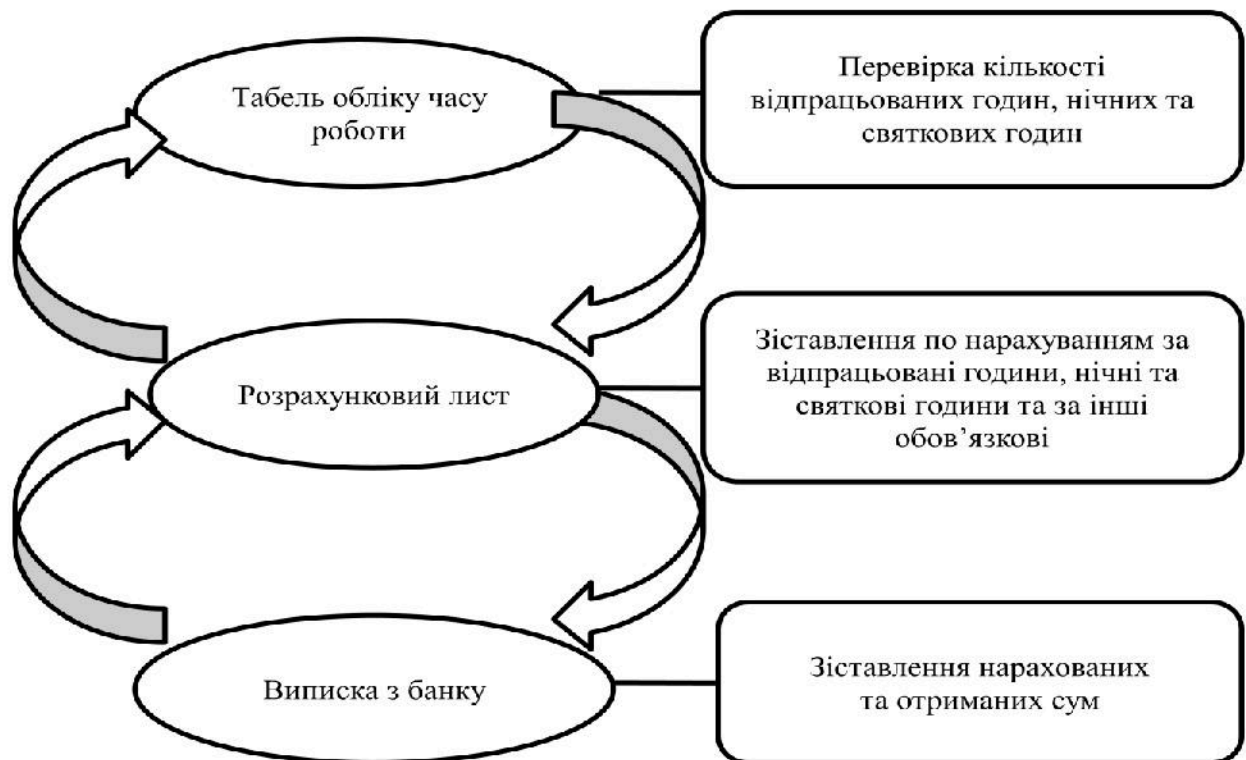 Табель обліку часу
роботи
Перевірка кількості
відпрацьованих годин, нічних та
святкових годин
Розрахунковий лист
Зіставлення по нарахуванням за
відпрацьовані години, нічні та
святкові години та за інші
обов’язкові
Виписка з банку
Зіставлення нарахованих
та отриманих сум